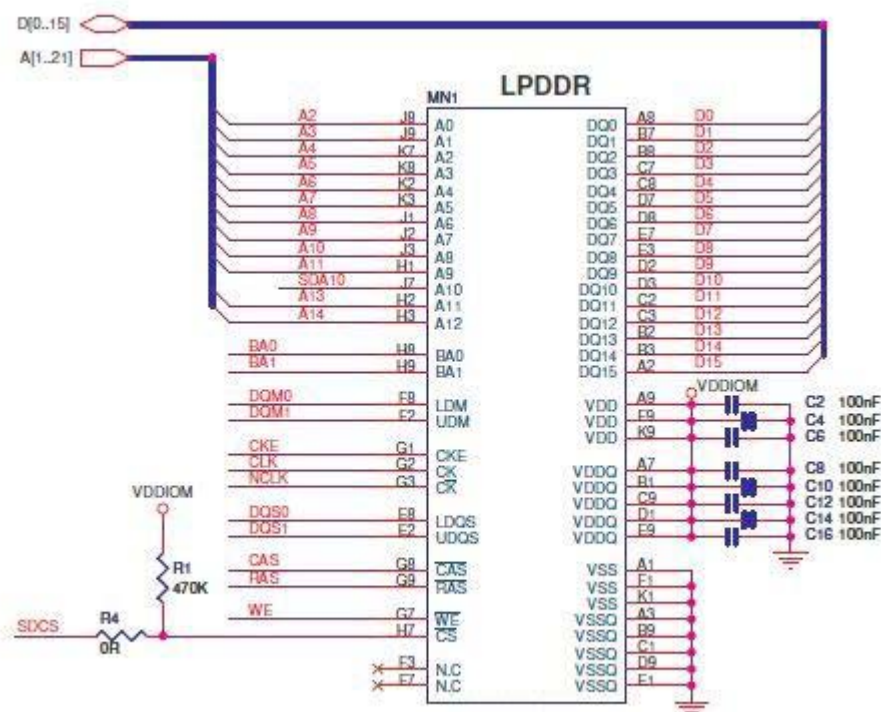 D[0..15]
A[1..21]
LPDDR
MN1
A2 J8 A0 DQ0 A8 D0
A3 J9 A1 DQ1 B7 D1
A4 K7 A2 DQ2 B8 D2
A5 K8 A3 DQ3 C7 D3
A6 K2 A4 DQ4 C8 D4
A7 K3 A5 DQ5 D7 D5
A8 J1 A6 DQ6 D8 D6
A9 J2 A7 DQ7 E7 D7
A10 J3 A8 DQ8 E3 D8
A11 H1 A9 DQ9 D2 D9
SDA10 J7 A10 DQ10 D3 D10
A13 H2 A11 DQ11 C2 D11
A14 H3 A12 DQ12 C3 D12
DQ13 B2 D13
BA0 H8 BA0 DQ14 B3 D14
BA1 H9 BA1 DQ15 A2 D15
VDDIOM
DQM0 F8 LDM VDD A9 C2 100nF
DQM1 F2 UDM VDD F9 C4 100nF
VDD K9 C6 100nF
CKE G1 CKE
CLK G2 CK VDDQ A7 C8 100nF
NCLK G3 CK VDDQ B1 C10 100nF
VDDIOM
VDDQ C9 C12 100nF
DQS0 E8 LDQS VDDQ D1 C14 100nF
DQS1 E2 UDQS VDDQ E9 C16 100nF
CAS G8 CAS VSS A1
RAS G9 RAS VSS F1
R1
470K
VSS K1
WE G7 WE VSSQ A3
SDCS R4 H7 CS VSSQ B9
0R
VSSQ C1
F3 N.C VSSQ D9
F7 N.C VSSQ E1